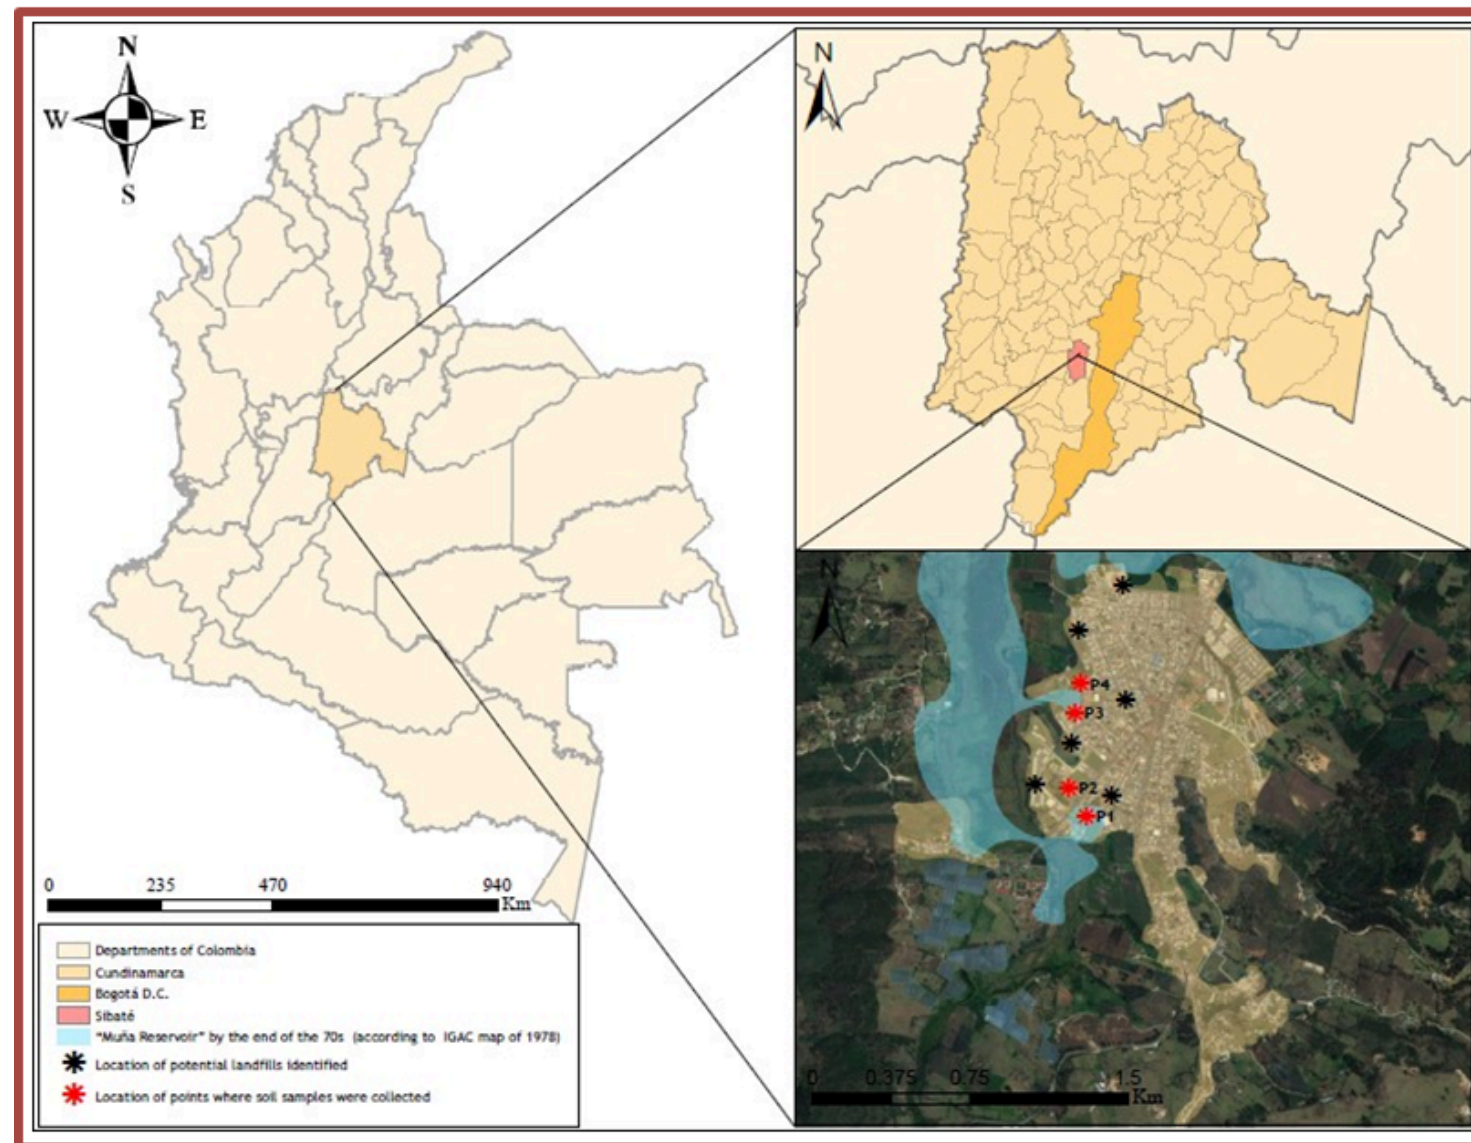 N
W E
S
N
N
P4
P3
P2
P1
0 235 470 940
Km
0 0.375 0.75 1.5
Km
Departments of Colombia
Cundinamarca
Bogotá D.C.
Sibaté
"Muña Reservoir" by the end of the 70s (according to IGAC map of 1978)
Location of potential landfills identified
Location of points where soil samples were collected